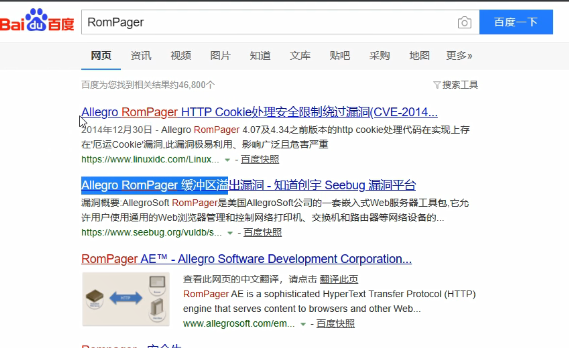 Bai du 百度 RomPager 百度一下
网页 资讯 视频 图片 知道 文库 贴吧 采购 地图 更多»
百度为您找到相关结果约46,800个 搜索工具
Allegro RomPager HTTP Cookie处理安全限制绕过漏洞(CVE-2014...
2014年12月30日 - Allegro RomPager 4.07及4.34之前版本的http cookie处理代码在实现上存
在'厄运Cookie'漏洞,此漏洞极易利用、影响广泛且危害严重
https://www.linuxidc.com/Linux... - 百度快照
Allegro RomPager 缓冲区溢出漏洞 - 知道创宇 Seebug 漏洞平台
漏洞概要 AllegroSoft RomPager是美国AllegroSoft公司的一套嵌入式Web服务器工具包,它允
许用户使用通用的Web浏览器管理和控制网络打印机、交换机和路由器等网络设备的...
https://www.seebug.org/vuldb/s... - 百度快照
RomPager AE™ - Allegro Software Development Corporation...
查看此网页的中文翻译，请点击 翻译此页
RomPager AE is a sophisticated HyperText Transfer Protocol (HTTP)
engine that serves content to browsers and other Web...
www.allegrosoft.com/em... - 百度快照